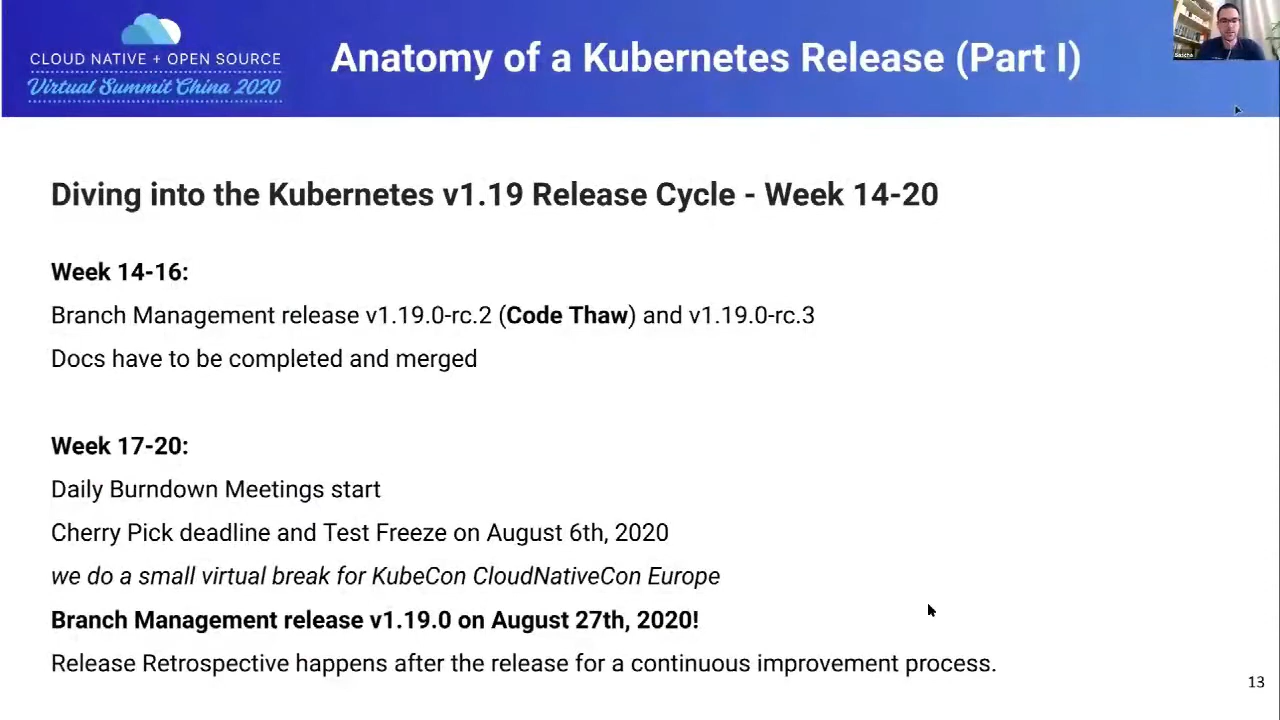 CLOUD NATIVE + OPEN SOURCE
Virtual Summit China 2020
Anatomy of a Kubernetes Release (Part I)
Sascha
Diving into the Kubernetes v1.19 Release Cycle - Week 14-20
Week 14-16:
Branch Management release v1.19.0-rc.2 (Code Thaw) and v1.19.0-rc.3
Docs have to be completed and merged
Week 17-20:
Daily Burndown Meetings start
Cherry Pick deadline and Test Freeze on August 6th, 2020
we do a small virtual break for KubeCon CloudNativeCon Europe
Branch Management release v1.19.0 on August 27th, 2020!
Release Retrospective happens after the release for a continuous improvement process.
13